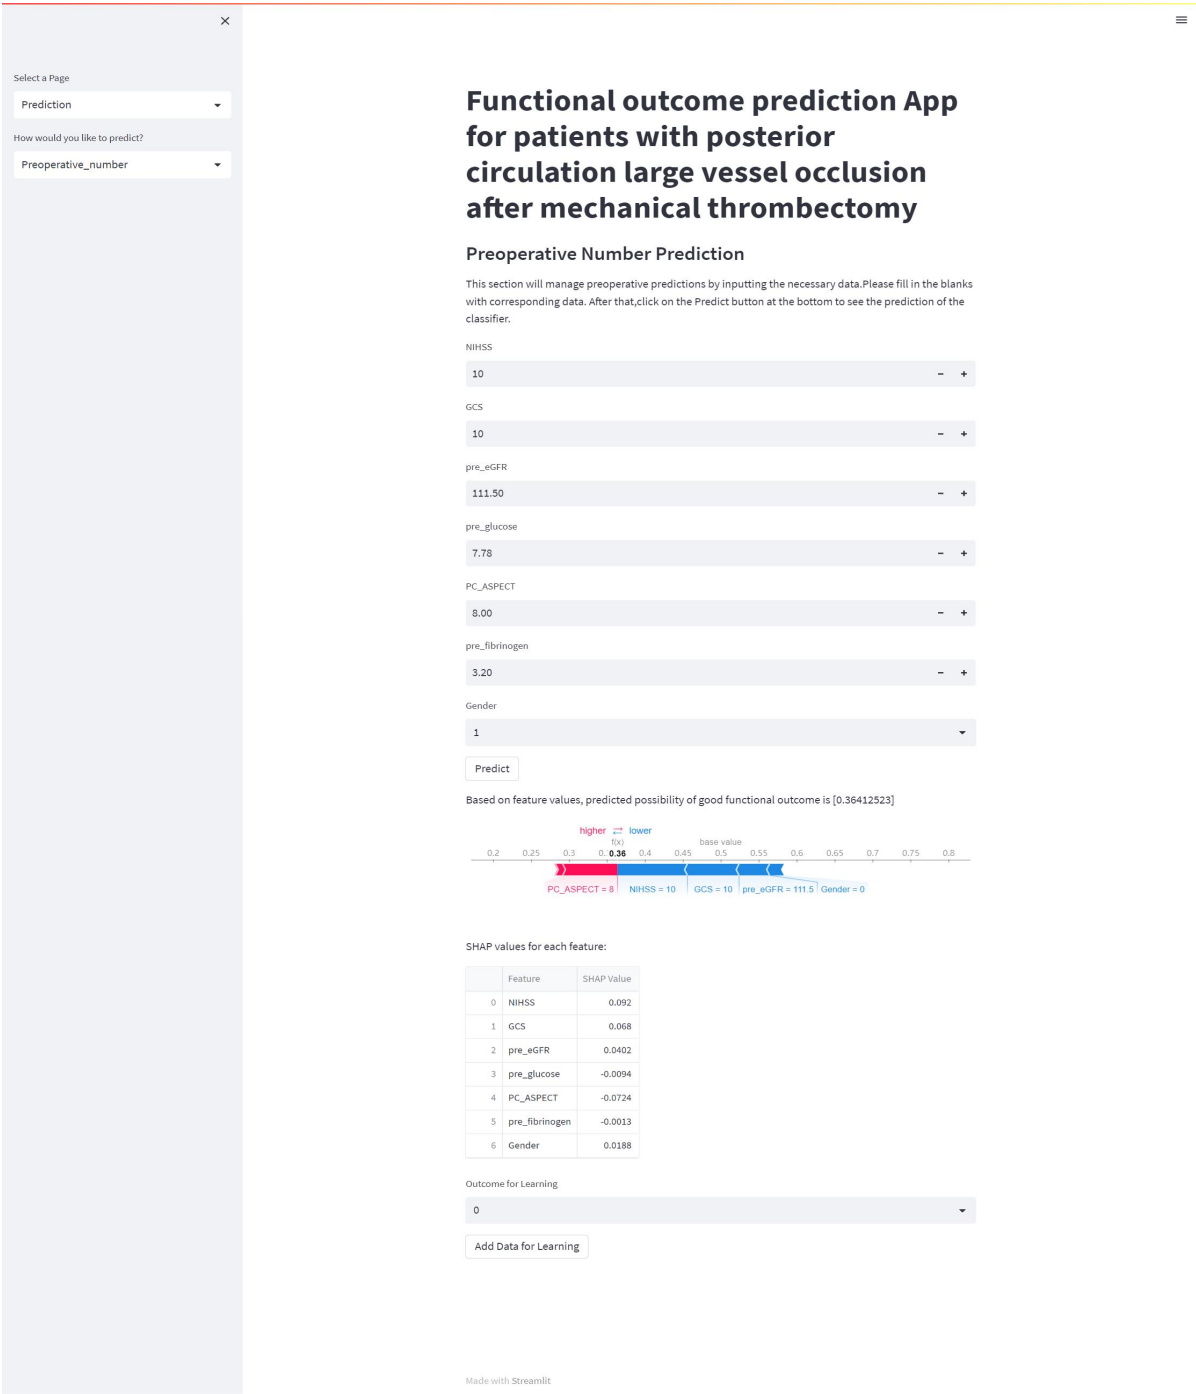 Select a Page
Prediction
How would you like to predict?
Preoperative_number
Functional outcome prediction App
for patients with posterior
circulation large vessel occlusion
after mechanical thrombectomy
Preoperative Number Prediction
This section will manage preoperative predictions by inputting the necessary data.Please fill in the blanks
with corresponding data. After that,click on the Predict button at the bottom to see the prediction of the
classifier.
NIHSS
10
GCS
10
pre_eGFR
111.50
pre_glucose
7.78
PC_ASPECT
8.00
pre_fibrinogen
3.20
Gender
1
Predict
Based on feature values, predicted possibility of good functional outcome is [0.36412523]
higher ⇄ lower
f(x) base value
0.2 0.25 0.3 0. 0.36 0.4 0.45 0.5 0.55 0.6 0.65 0.7 0.75 0.8
PC_ASPECT = 8 NIHSS = 10 GCS = 10 pre_eGFR = 111.5 Gender = 0
SHAP values for each feature:
Feature SHAP Value
0 NIHSS 0.092
1 GCS 0.068
2 pre_eGFR 0.0402
3 pre_glucose -0.0094
4 PC_ASPECT -0.0724
5 pre_fibrinogen -0.0013
6 Gender 0.0188
Outcome for Learning
0
Add Data for Learning
Made with Streamlit